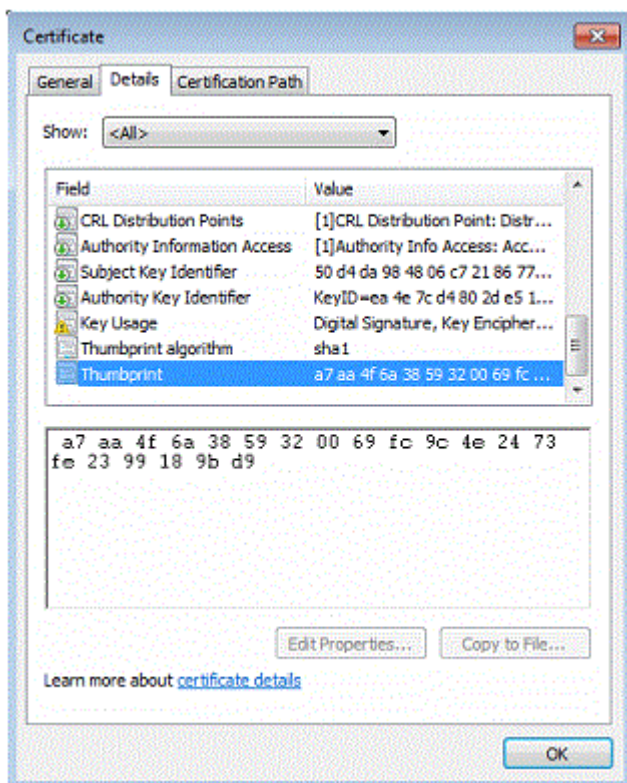 Certificate
General Details Certification Path
Show: <All>
Field Value
CRL Distribution Points [1]CRL Distribution Point: Distr...
Authority Information Access [1]Authority Info Access: Acc...
Subject Key Identifier 50 d4 da 98 48 06 c7 21 86 77...
Authority Key Identifier KeyID=ea 4e 7c d4 80 2d e5 1...
Key Usage Digital Signature, Key Encipher...
Thumbprint algorithm sha1
Thumbprint a7 aa 4f 6a 38 59 32 00 69 fc ...
a7 aa 4f 6a 38 59 32 00 69 fc 9c 4e 24 73
fe 23 99 18 9b d9
Edit Properties... Copy to File...
Learn more about certificate details
OK